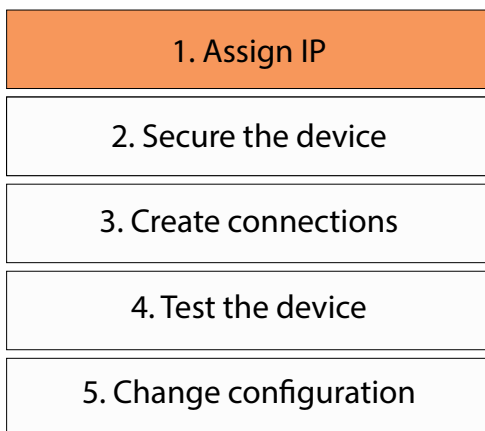 1. Assign IP
2. Secure the device
3. Create connections
4. Test the device
5. Change configuration